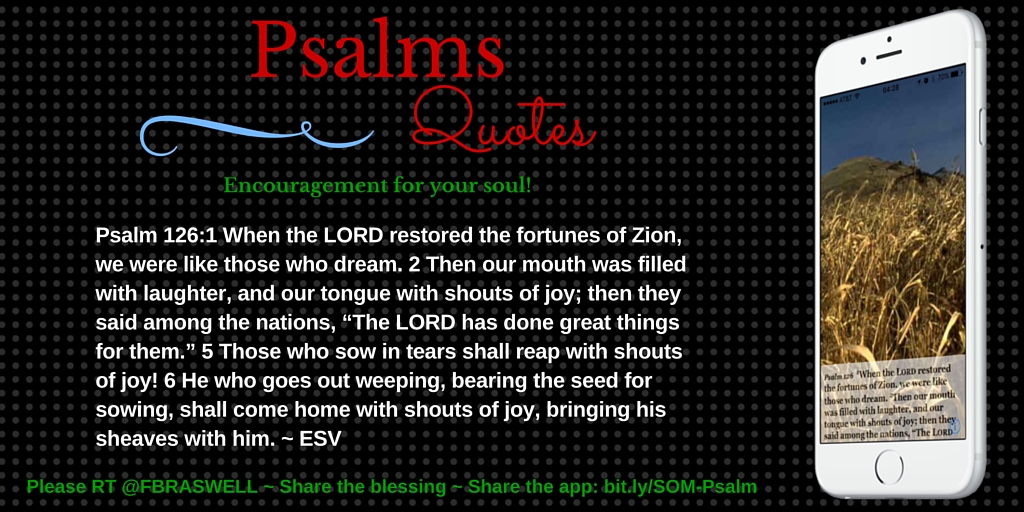 Psalms
Quotes
Encouragement for your soul!
Psalm 126:1 When the LORD restored the fortunes of Zion,
we were like those who dream. 2 Then our mouth was filled
with laughter, and our tongue with shouts of joy; then they
said among the nations, “The LORD has done great things
for them.” 5 Those who sow in tears shall reap with shouts
of joy! 6 He who goes out weeping, bearing the seed for
sowing, shall come home with shouts of joy, bringing his
sheaves with him. ~ ESV
Please RT @FBRASWELL ~ Share the blessing ~ Share the app: bit.ly/SOM-Psalm
AT&T 04:28 70%
Psalm 126 “When the LORD restored
the fortunes of Zion, we were like
those who dream. “Then our mouth
was filled with laughter, and our
tongue with shouts of joy; then they
said among the nations, “The LORD